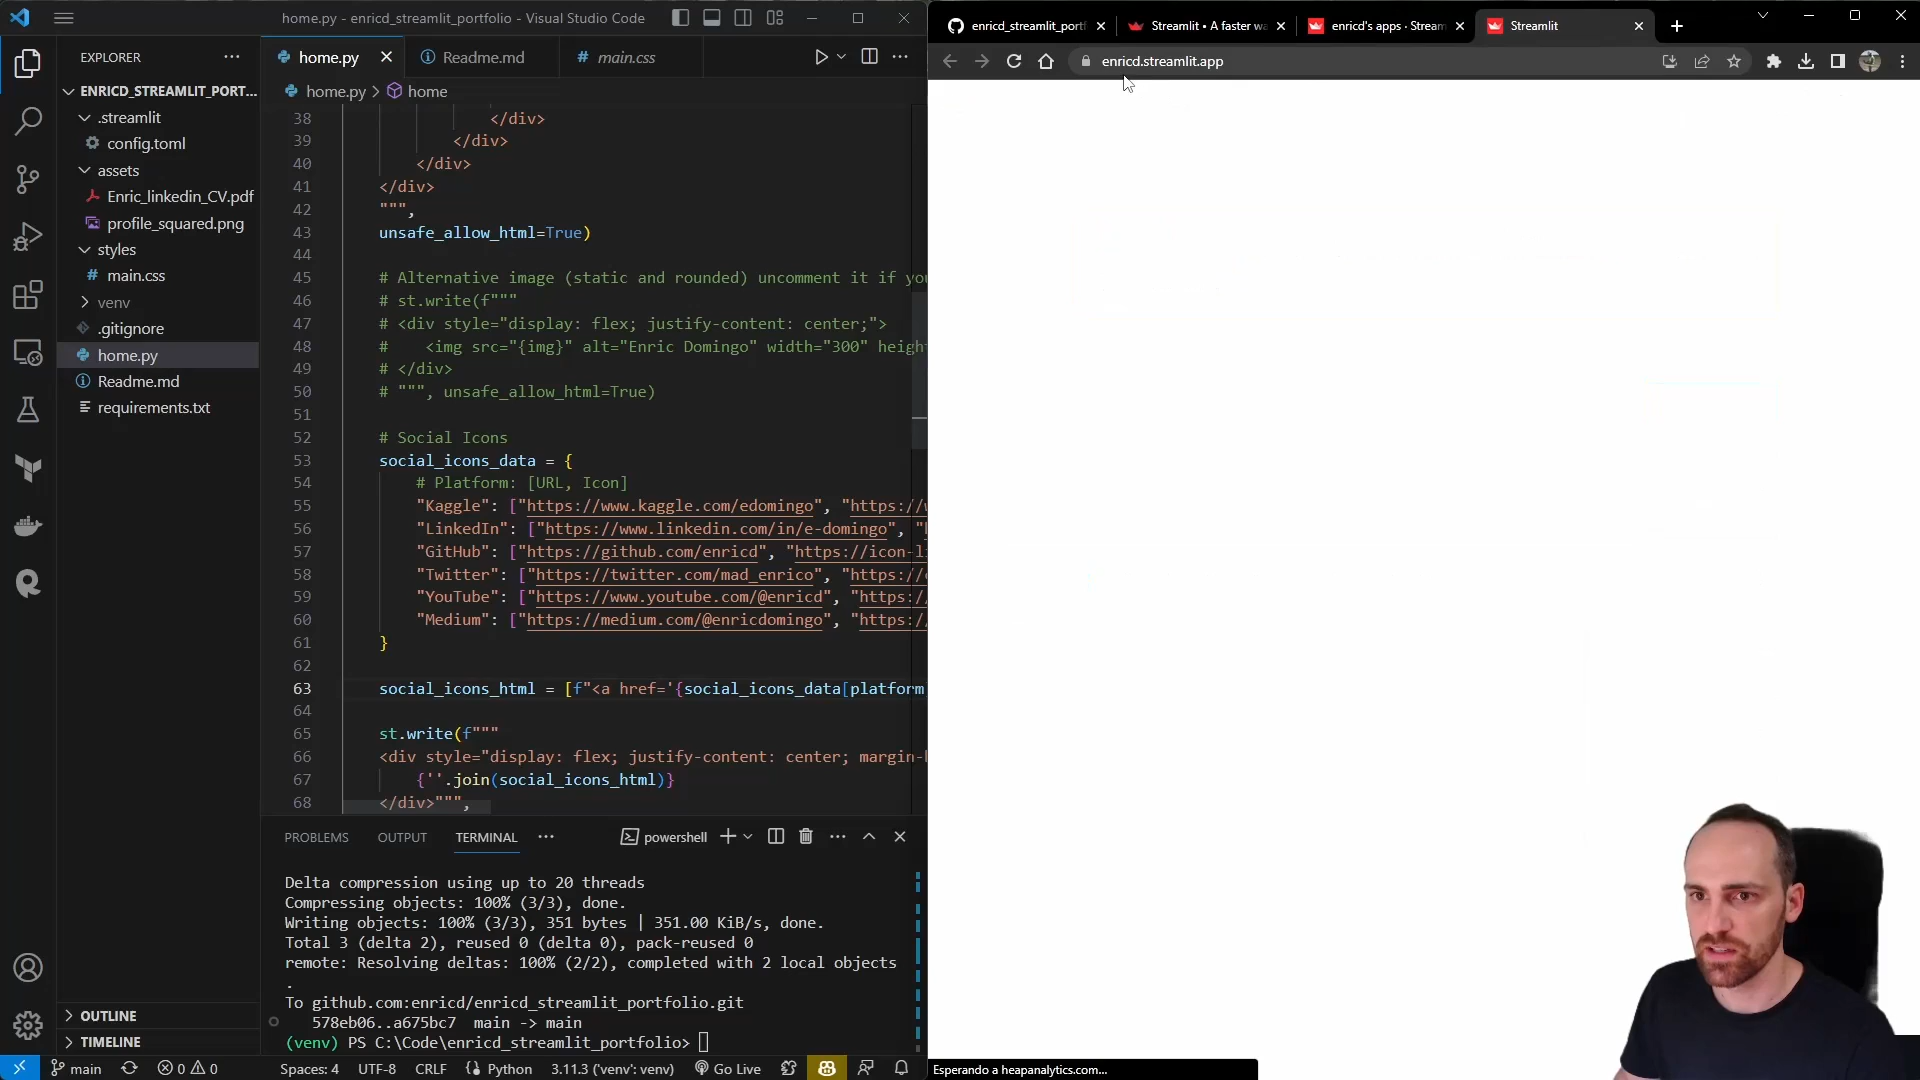 home.py - enricd_streamlit_portfolio - Visual Studio Code
EXPLORER
ENRICD_STREAMLIT_PORT...
.streamlit
config.toml
assets
Enric_linkedin_CV.pdf
profile_squared.png
styles
main.css
venv
.gitignore
home.py
Readme.md
requirements.txt
OUTLINE
TIMELINE
home.py
Readme.md
main.css
home.py > home
38 </div>
39 </div>
40 </div>
41 </div>
42 """,
43 unsafe_allow_html=True)
44
45 # Alternative image (static and rounded) uncomment it if yo
46 # st.write(f"""
47 # <div style="display: flex; justify-content: center;">
48 # <img src="{img}" alt="Enric Domingo" width="300" heigh
49 # </div>
50 # """, unsafe_allow_html=True)
51
52 # Social Icons
53 social_icons_data = {
54 # Platform: [URL, Icon]
55 "Kaggle": ["https://www.kaggle.com/edomingo", "https://
56 "LinkedIn": ["https://www.linkedin.com/in/e-domingo", "
57 "GitHub": ["https://github.com/enricd", "https://icon-l
58 "Twitter": ["https://twitter.com/mad_enrico", "https://
59 "YouTube": ["https://www.youtube.com/@enricd", "https:/
60 "Medium": ["https://medium.com/@enricdomingo", "https:/
61 }
62
63 social_icons_html = [f"<a href='{social_icons_data[platform
64
65 st.write(f"""
66 <div style="display: flex; justify-content: center; margin-
67 {''.join(social_icons_html)}
68 </div>""",
PROBLEMS OUTPUT TERMINAL
powershell
Delta compression using up to 20 threads
Compressing objects: 100% (3/3), done.
Writing objects: 100% (3/3), 351 bytes | 351.00 KiB/s, done.
Total 3 (delta 2), reused 0 (delta 0), pack-reused 0
remote: Resolving deltas: 100% (2/2), completed with 2 local objects
.
To github.com:enricd/enricd_streamlit_portfolio.git
578eb06..a675bc7 main -> main
(venv) PS C:\Code\enricd_streamlit_portfolio>
main 0 0 Spaces: 4 UTF-8 CRLF Python 3.11.3 ('venv': venv) Go Live
enricd_streamlit_portf
Streamlit • A faster wa
enricd's apps · Stream
Streamlit
enricd.streamlit.app
Esperando a heapanalytics.com...